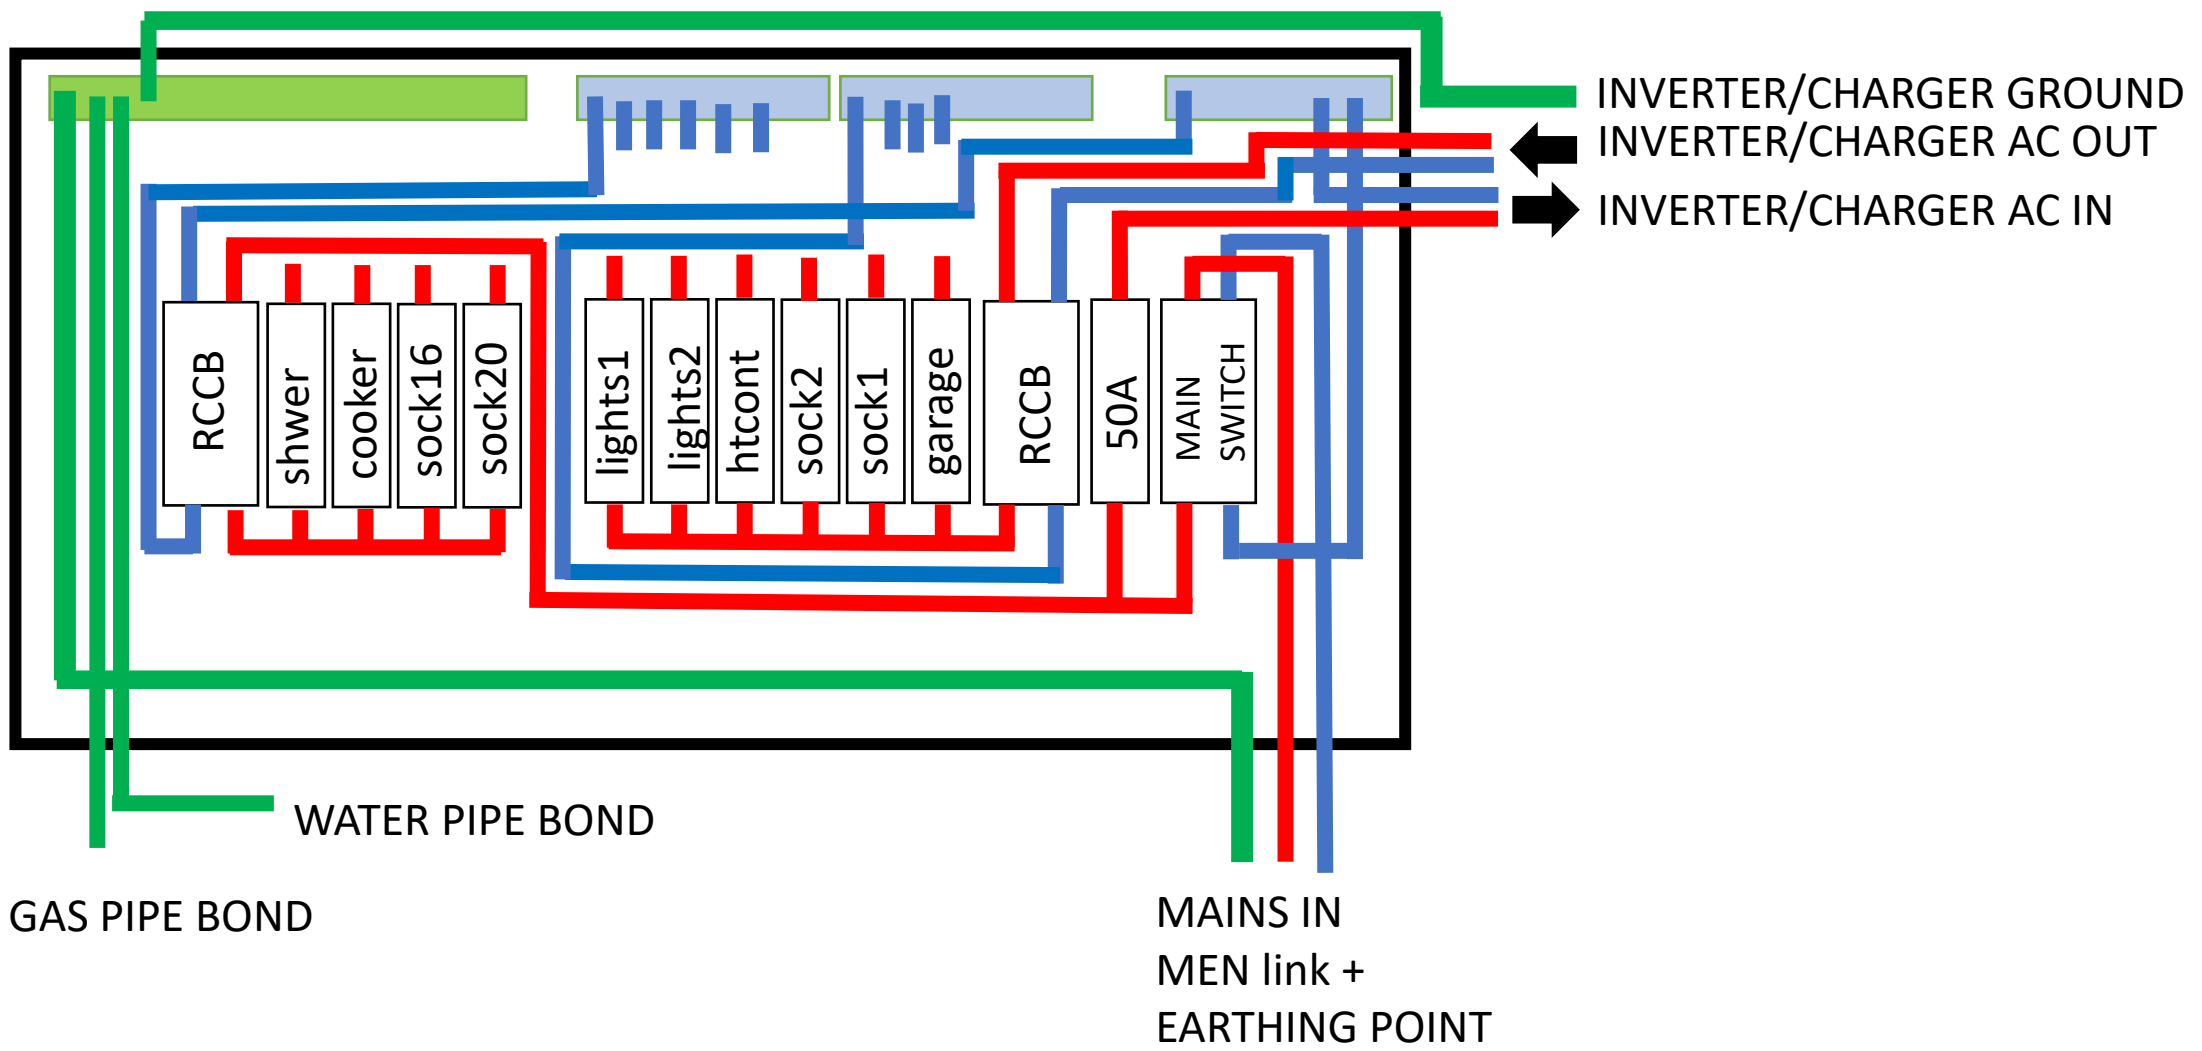 INVERTER/CHARGER GROUND
INVERTER/CHARGER AC OUT
INVERTER/CHARGER AC IN
RCCB
shwer
cooker
sock16
sock20
lights1
lights2
htcont
sock2
sock1
garage
RCCB
50A
MAIN
SWITCH
WATER PIPE BOND
GAS PIPE BOND
MAINS IN
MEN link +
EARTHING POINT